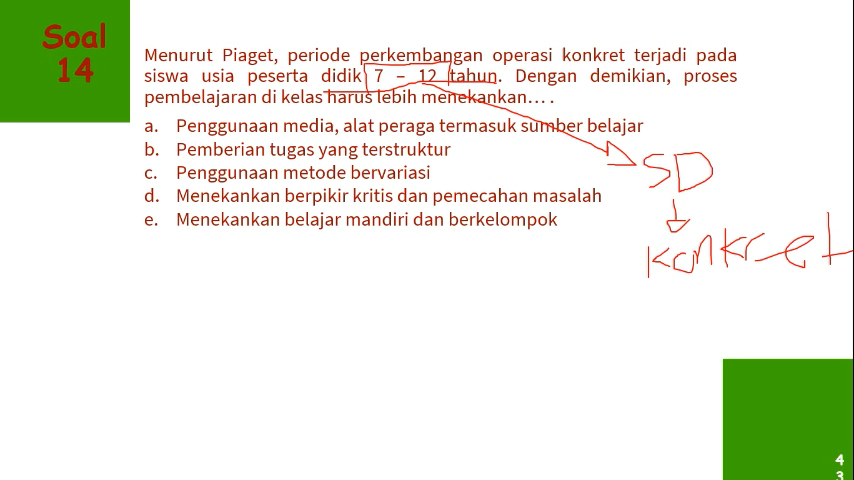 Soal
14
Menurut Piaget, periode perkembangan operasi konkret terjadi pada
siswa usia peserta didik 7 – 12 tahun. Dengan demikian, proses
pembelajaran di kelas harus lebih menekankan... .
a. Penggunaan media, alat peraga termasuk sumber belajar
b. Pemberian tugas yang terstruktur
c. Penggunaan metode bervariasi
d. Menekankan berpikir kritis dan pemecahan masalah
e. Menekankan belajar mandiri dan berkelompok
SD
Konkret
4
3